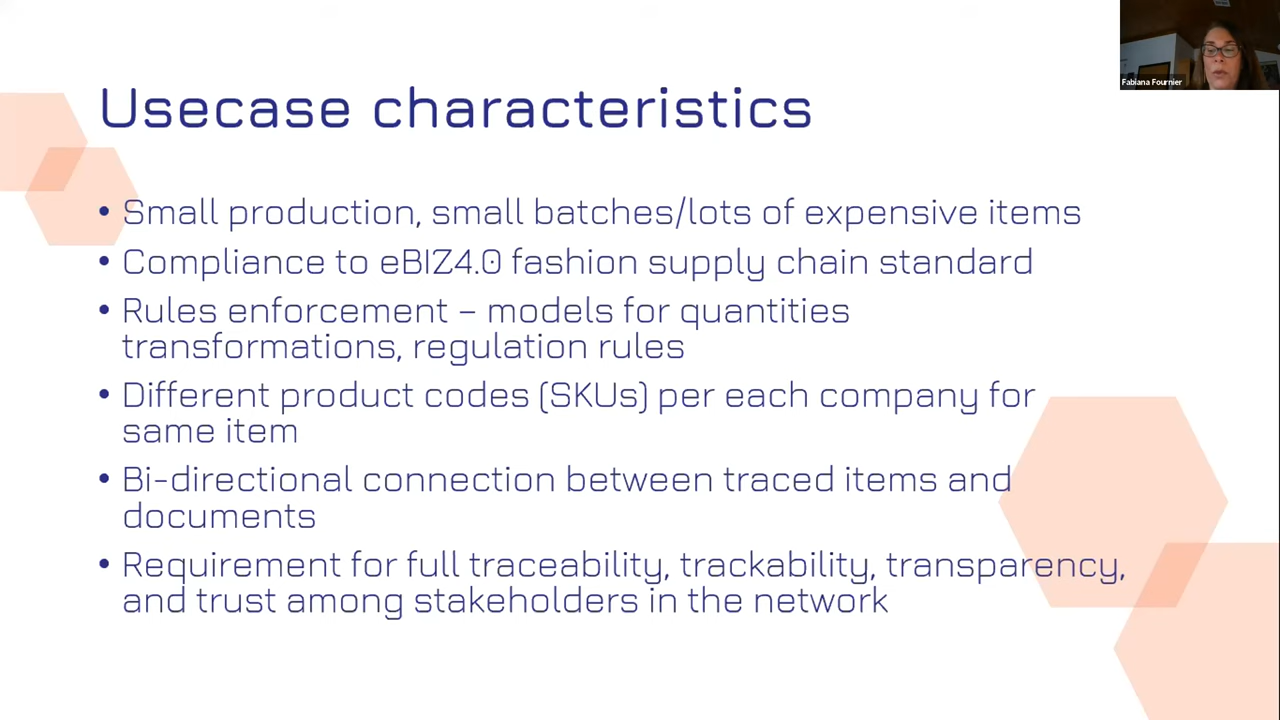 Fabiana Fournier
Usecase characteristics
• Small production, small batches/lots of expensive items
• Compliance to eBIZ4.0 fashion supply chain standard
• Rules enforcement – models for quantities
transformations, regulation rules
• Different product codes (SKUs) per each company for
same item
• Bi-directional connection between traced items and
documents
• Requirement for full traceability, trackability, transparency,
and trust among stakeholders in the network